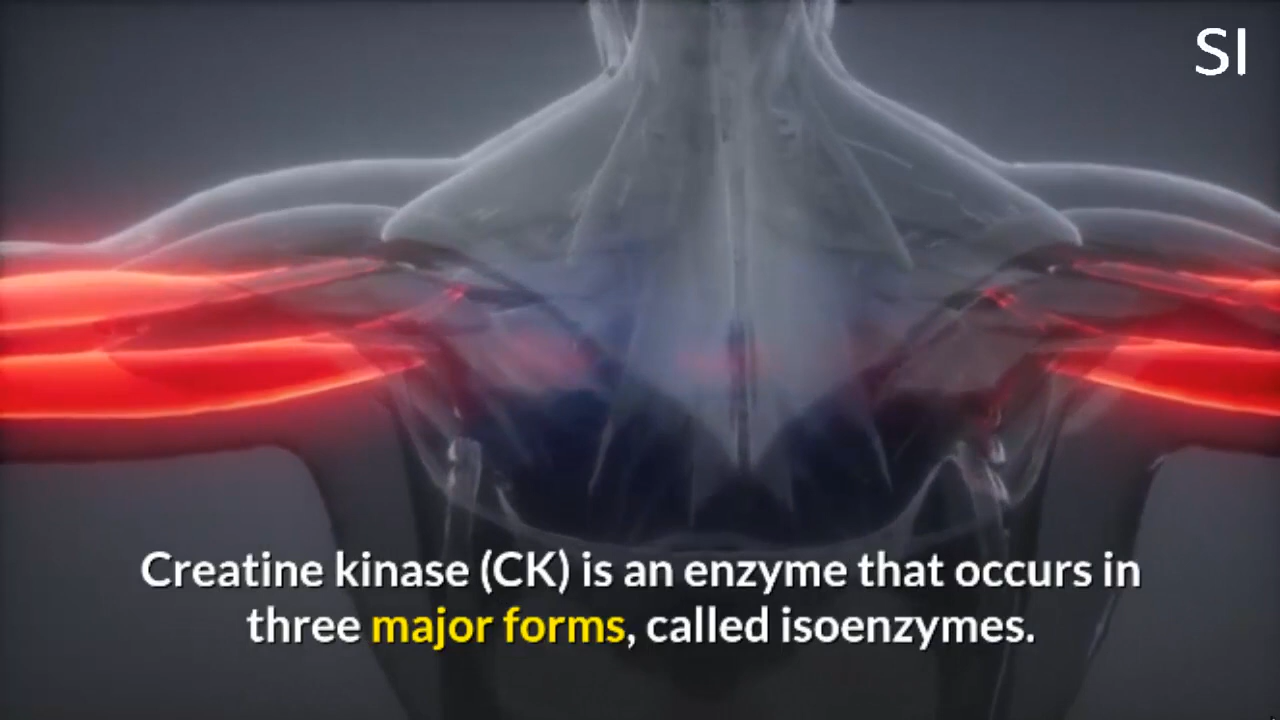 SI
Creatine kinase (CK) is an enzyme that occurs in
three major forms, called isoenzymes.